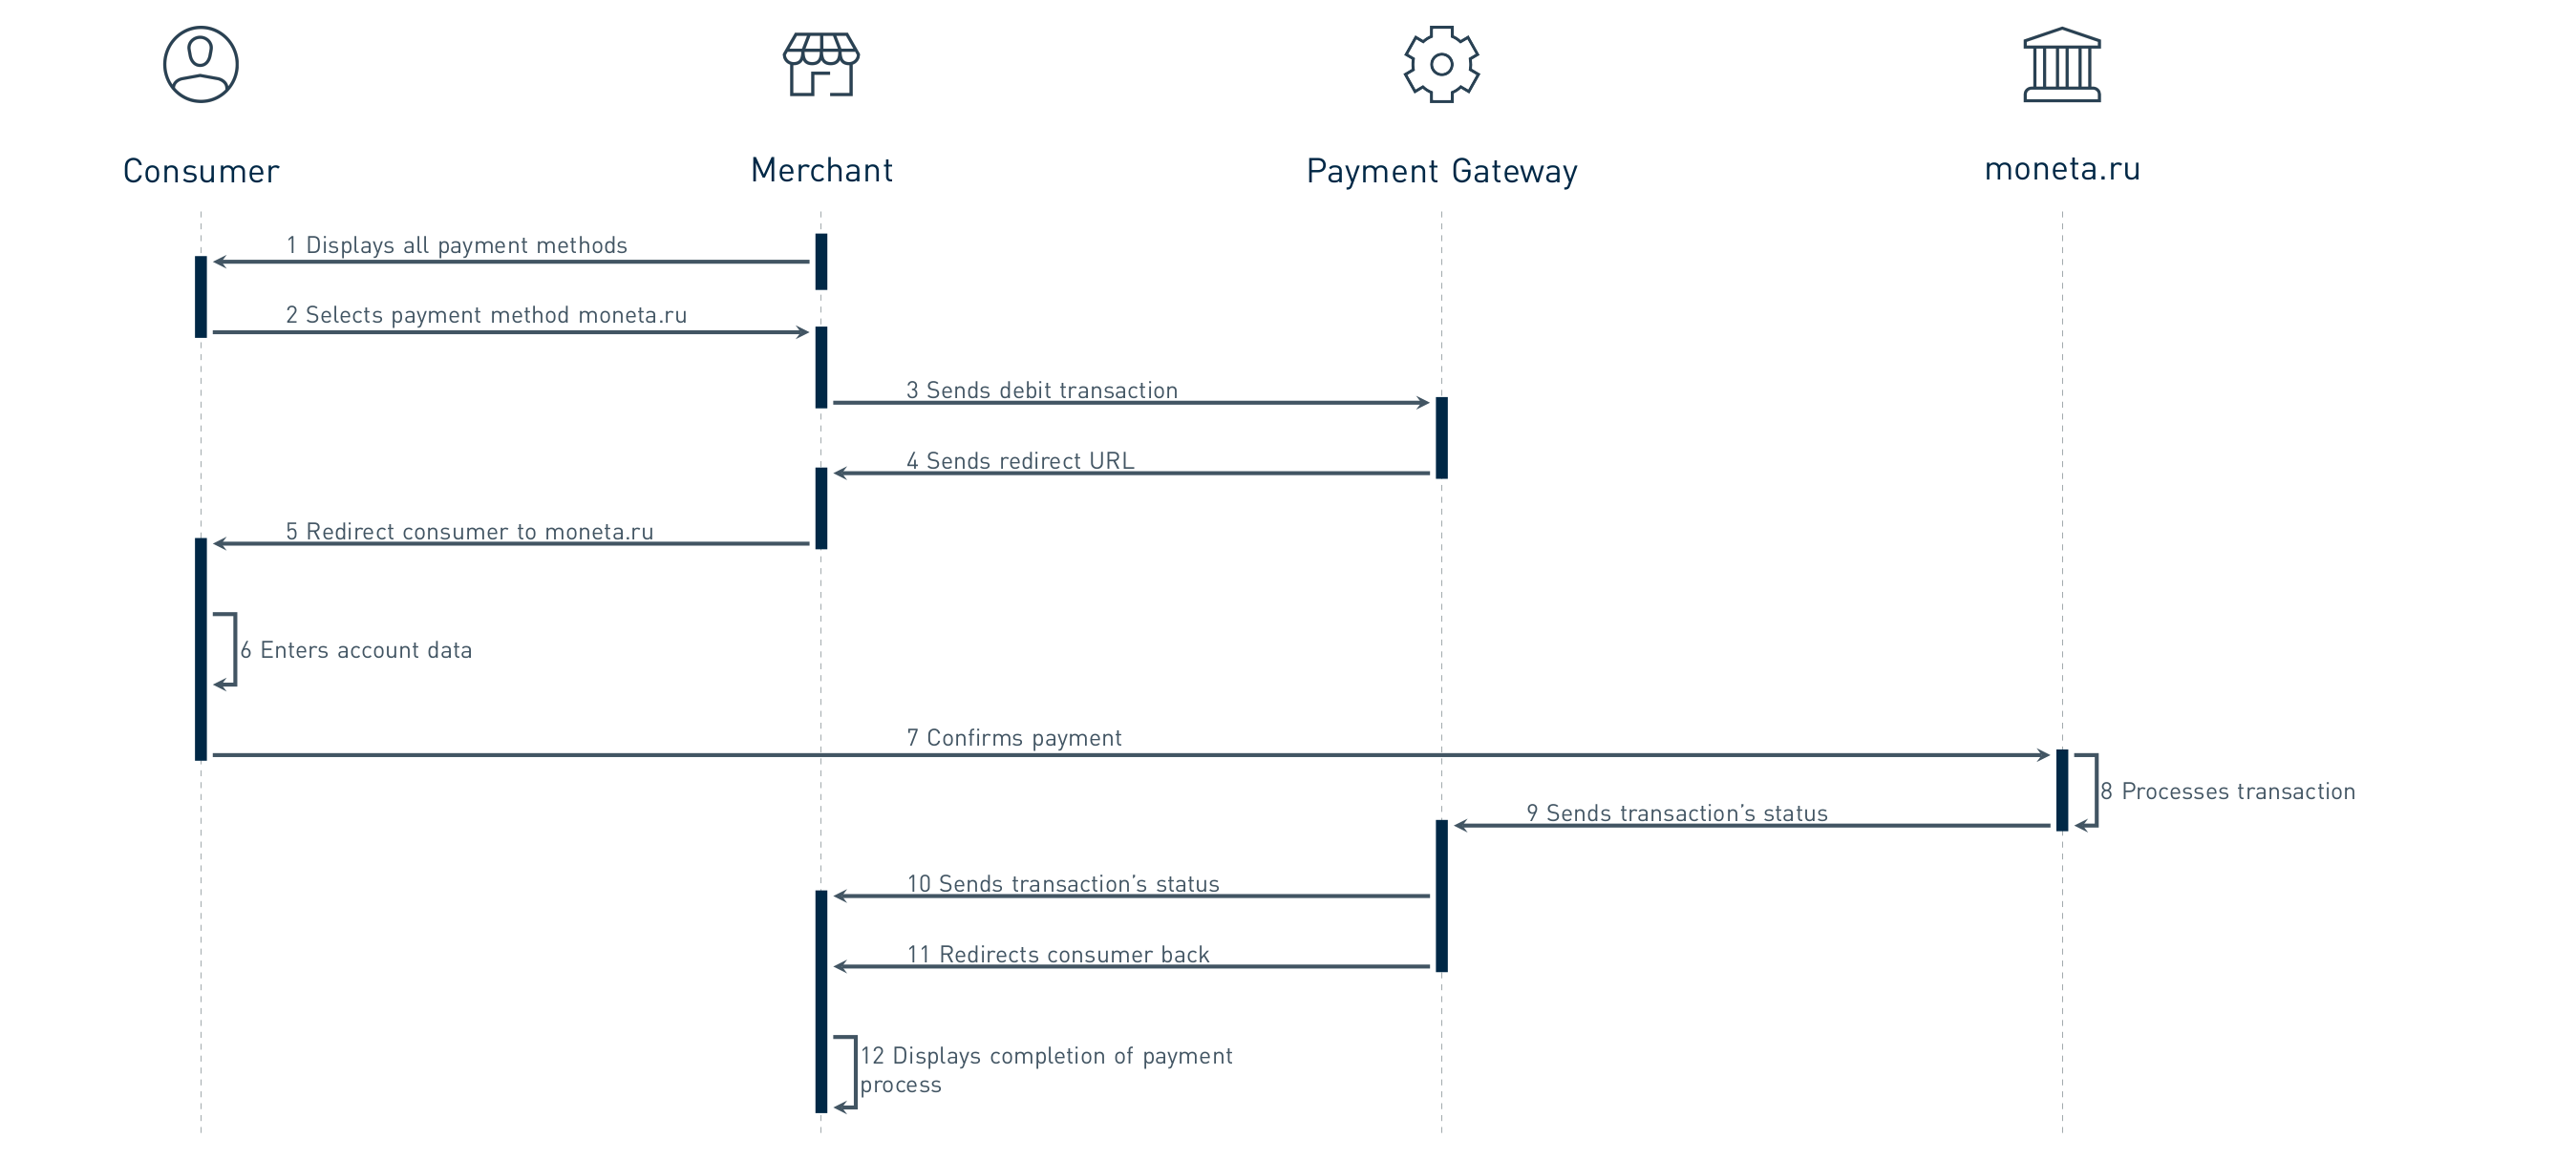 Consumer
Merchant
Payment Gateway
moneta.ru
1 Displays all payment methods
2 Selects payment method moneta.ru
3 Sends debit transaction
4 Sends redirect URL
5 Redirect consumer to moneta.ru
6 Enters account data
7 Confirms payment
8 Processes transaction
9 Sends transaction’s status
10 Sends transaction’s status
11 Redirects consumer back
12 Displays completion of payment
process